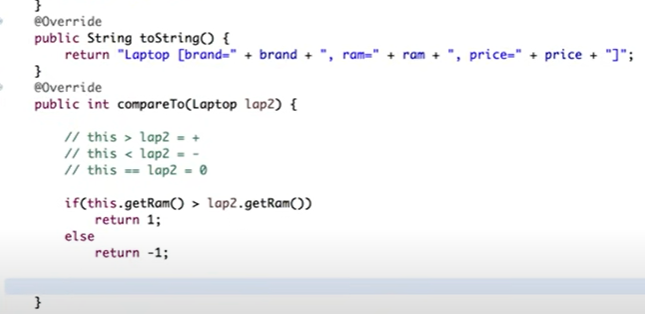 }
@Override
public String toString() {
return "Laptop [brand=" + brand + ", ram=" + ram + ", price=" + price + "]";
}
@Override
public int compareTo(Laptop lap2) {
// this > lap2 = +
// this < lap2 = -
// this == lap2 = 0
if(this.getRam() > lap2.getRam())
return 1;
else
return -1;
}